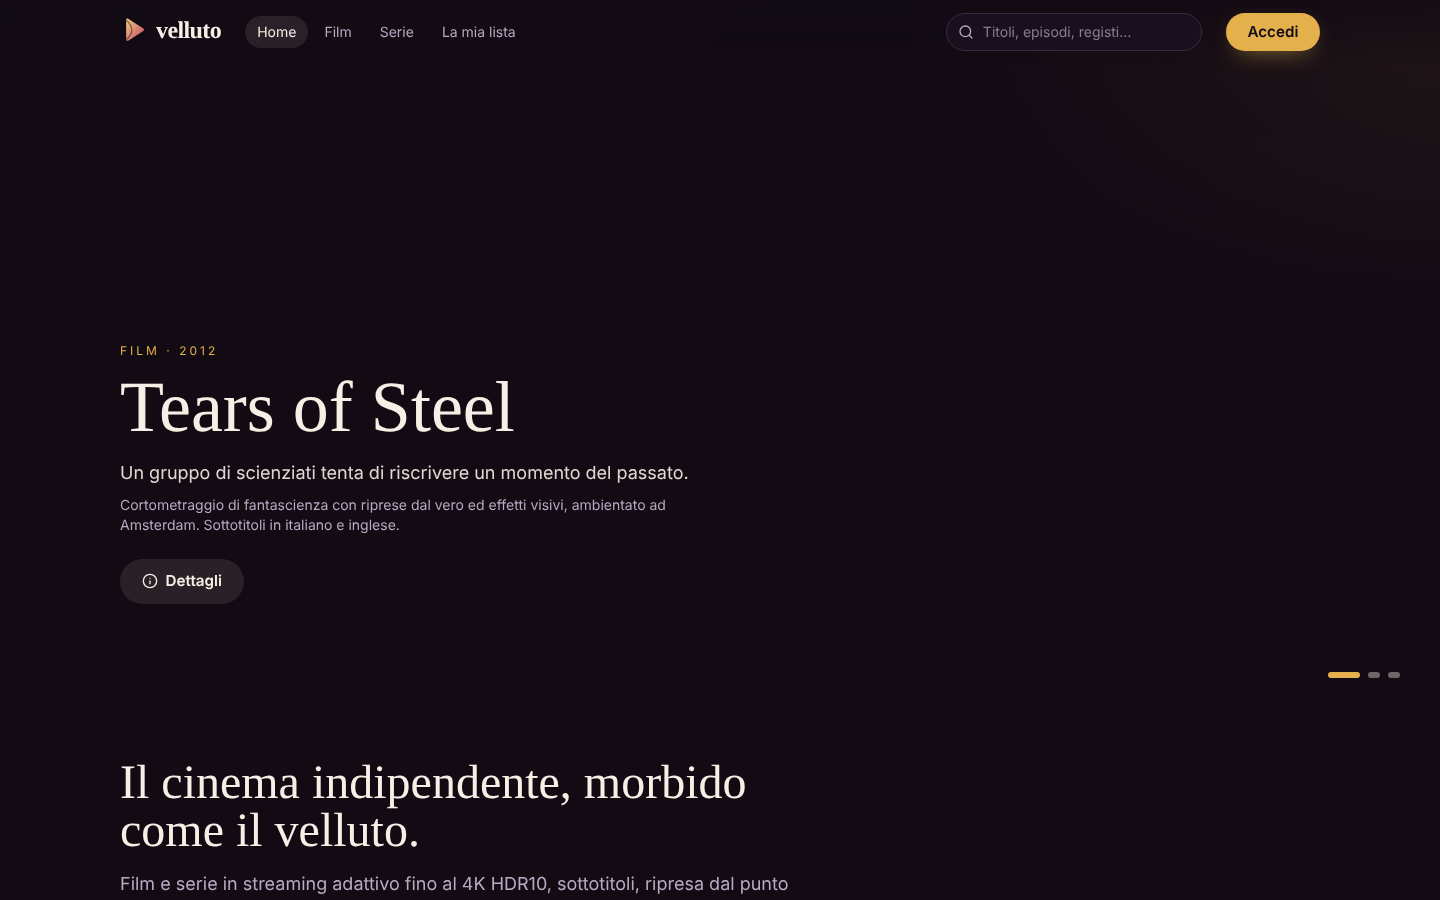 velluto
Home
Film
Serie
La mia lista
Titoli, episodi, registi...
Accedi
FILM · 2012
Tears of Steel
Un gruppo di scienziati tenta di riscrivere un momento del passato.
Cortometraggio di fantascienza con riprese dal vero ed effetti visivi, ambientato ad
Amsterdam. Sottotitoli in italiano e inglese.
Dettagli
Il cinema indipendente, morbido
come il velluto.
Film e serie in streaming adattivo fino al 4K HDR10, sottotitoli, ripresa dal punto